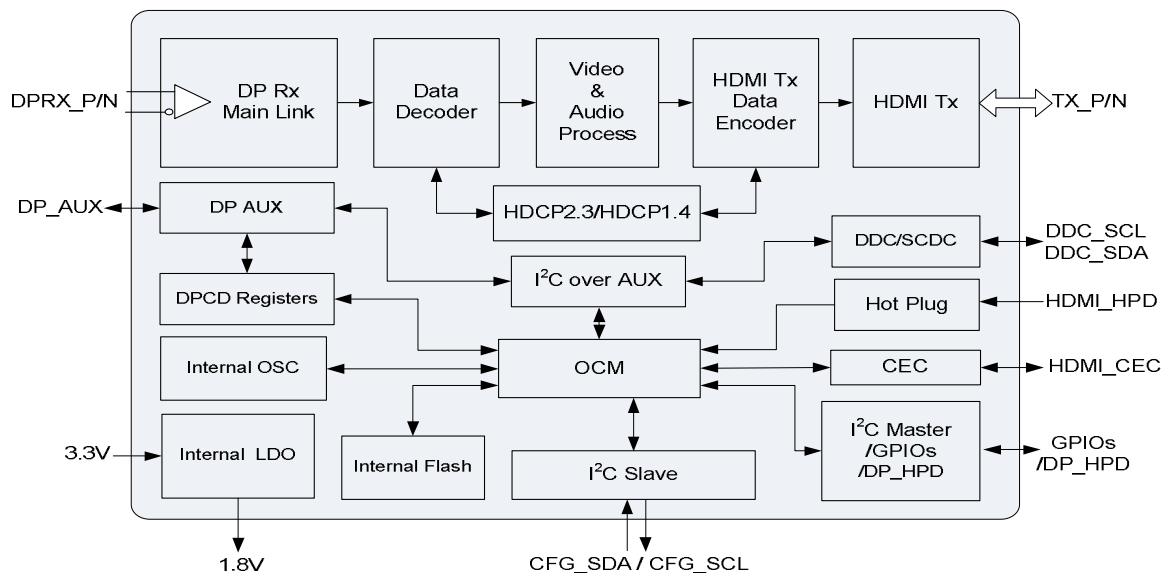 DPRX_P/N
DP Rx
Main Link
Data
Decoder
Video
&
Audio
Process
HDMI Tx
Data
Encoder
HDMI Tx
TX_P/N
DP_AUX
DP AUX
HDCP2.3/HDCP1.4
DDC/SCDC
DDC_SCL
DDC_SDA
I²C over AUX
DPCD Registers
Hot Plug
HDMI_HPD
Internal OSC
OCM
CEC
HDMI_CEC
3.3V
Internal LDO
Internal Flash
I²C Slave
I²C Master
/GPIOs
/DP_HPD
GPIOs
/DP_HPD
1.8V
CFG_SDA / CFG_SCL